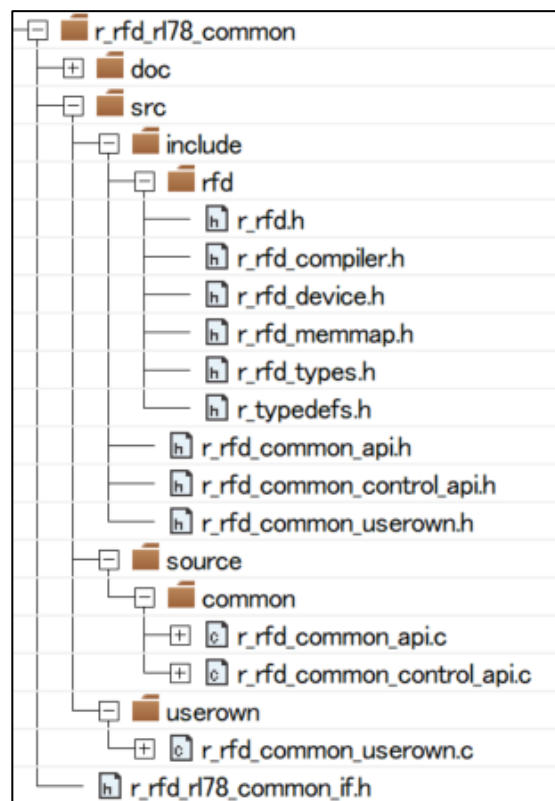 r_rfd_rl78_common
doc
src
include
rfd
r_rfd.h
r_rfd_compiler.h
r_rfd_device.h
r_rfd_memmap.h
r_rfd_types.h
r_typedefs.h
r_rfd_common_api.h
r_rfd_common_control_api.h
r_rfd_common_userown.h
source
common
r_rfd_common_api.c
r_rfd_common_control_api.c
userown
r_rfd_common_userown.c
r_rfd_rl78_common_if.h